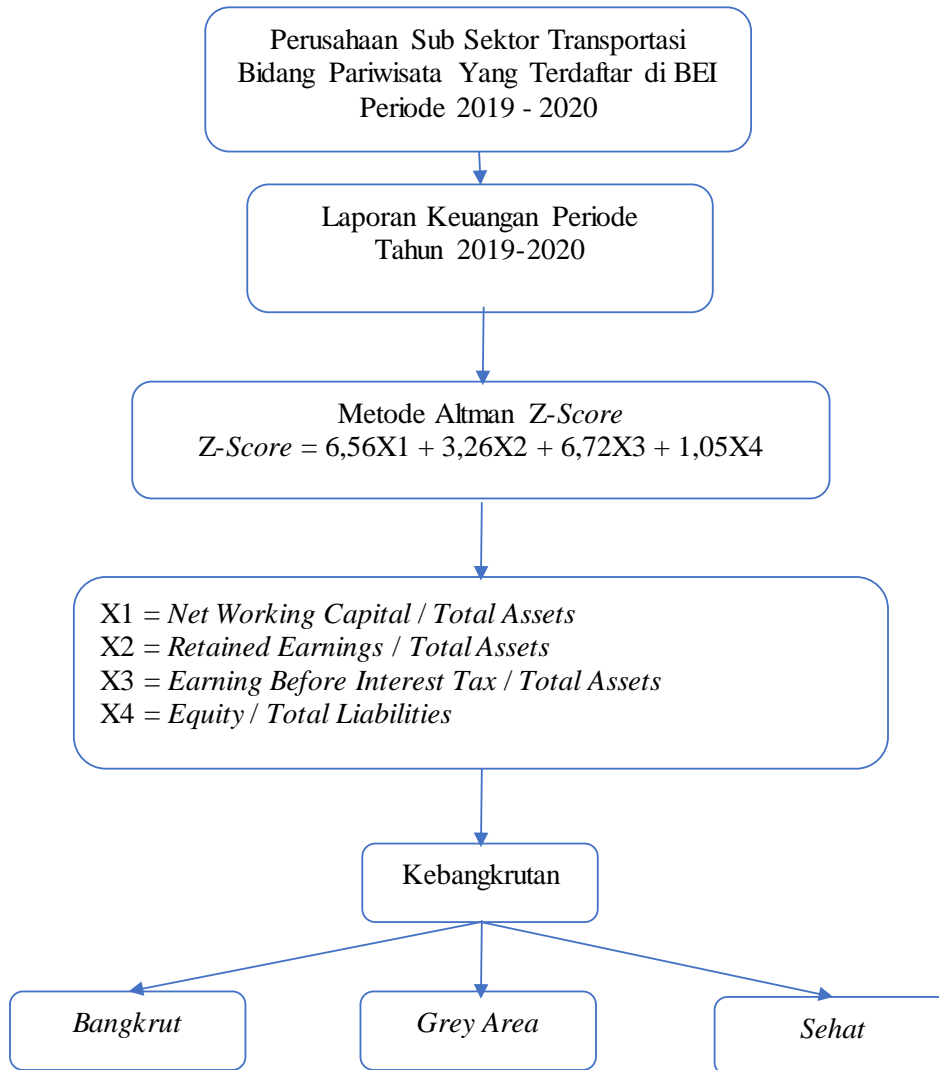 Perusahaan Sub Sektor Transportasi
Bidang Pariwisata Yang Terdaftar di BEI
Periode 2019 - 2020
Laporan Keuangan Periode
Tahun 2019-2020
Metode Altman Z-Score
Z-Score = 6,56X1 + 3,26X2 + 6,72X3 + 1,05X4
X1 = Net Working Capital / Total Assets
X2 = Retained Earnings / Total Assets
X3 = Earning Before Interest Tax / Total Assets
X4 = Equity / Total Liabilities
Kebangkrutan
Bangkrut
Grey Area
Sehat